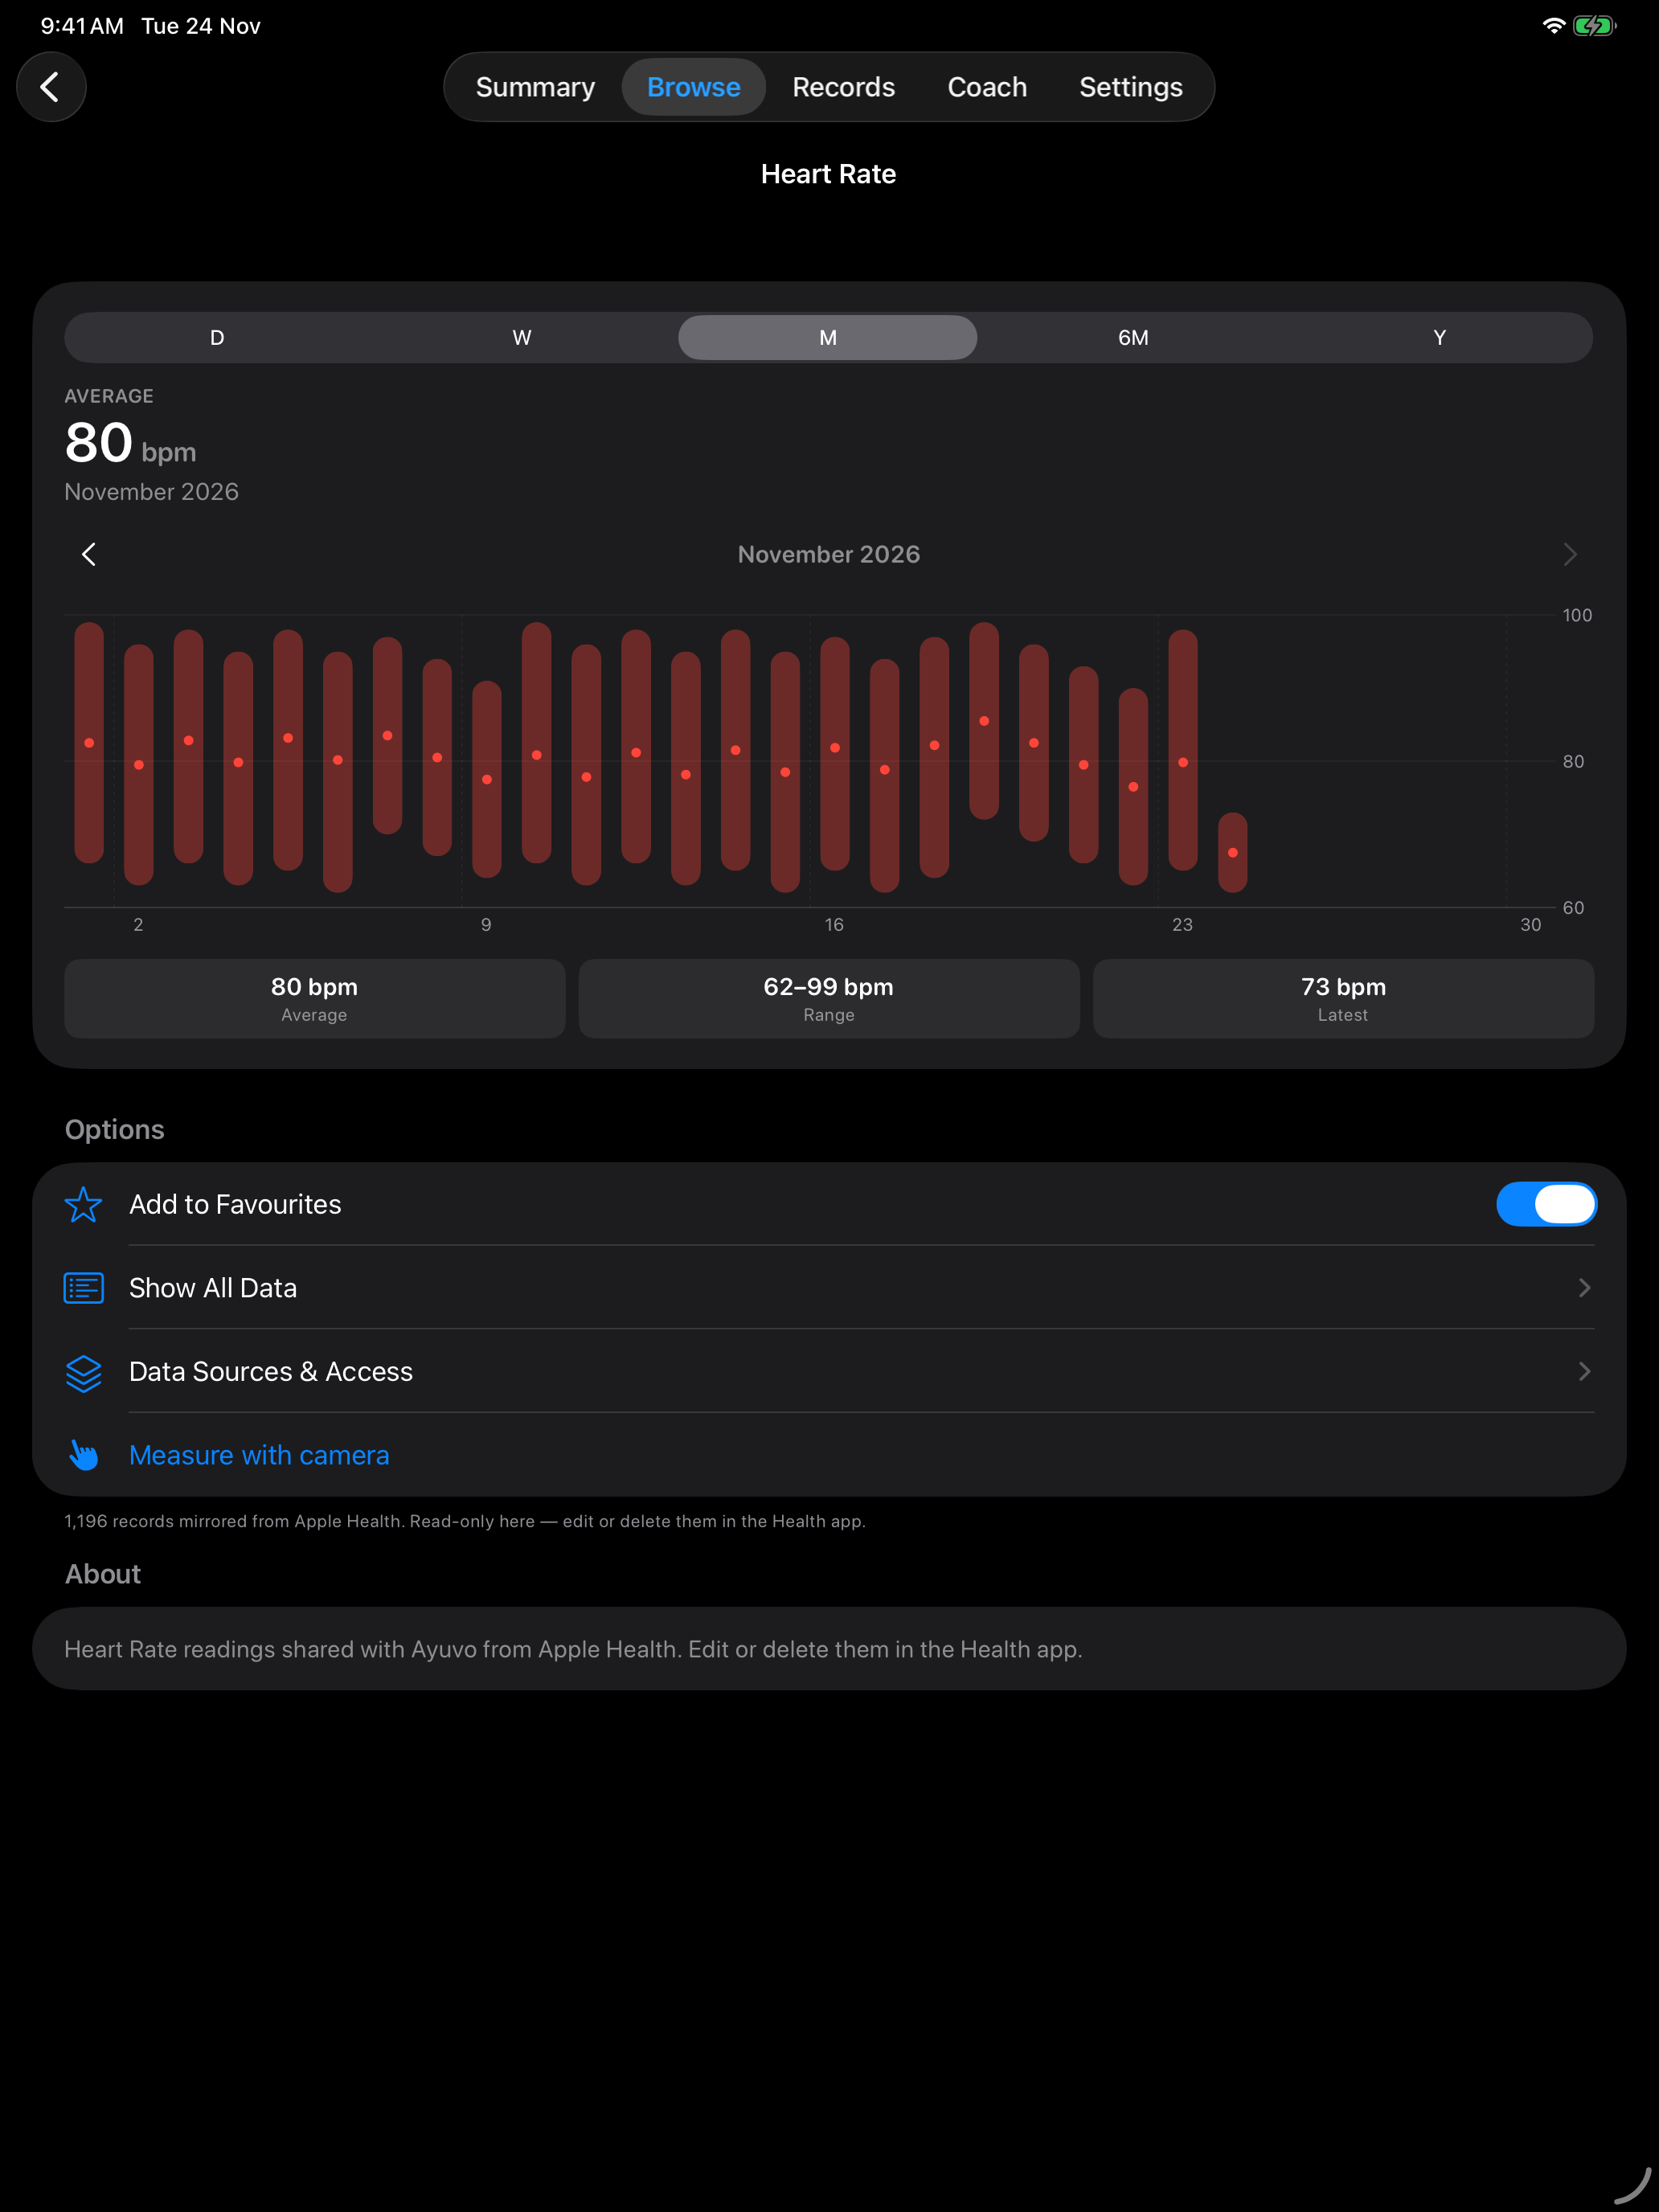 9:41 AM Tue 24 Nov
Summary Browse Records Coach Settings
Heart Rate
D W M 6M Y
AVERAGE
80 bpm
November 2026
November 2026
100
80
60
2 9 16 23 30
80 bpm 62–99 bpm 73 bpm
Average Range Latest
Options
Add to Favourites
Show All Data
Data Sources & Access
Measure with camera
1,196 records mirrored from Apple Health. Read-only here — edit or delete them in the Health app.
About
Heart Rate readings shared with Ayuvo from Apple Health. Edit or delete them in the Health app.